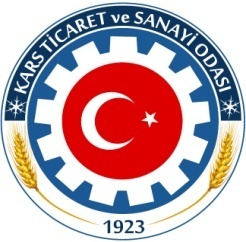 KARS TİCARET ve SANAYİ ODASI
1923